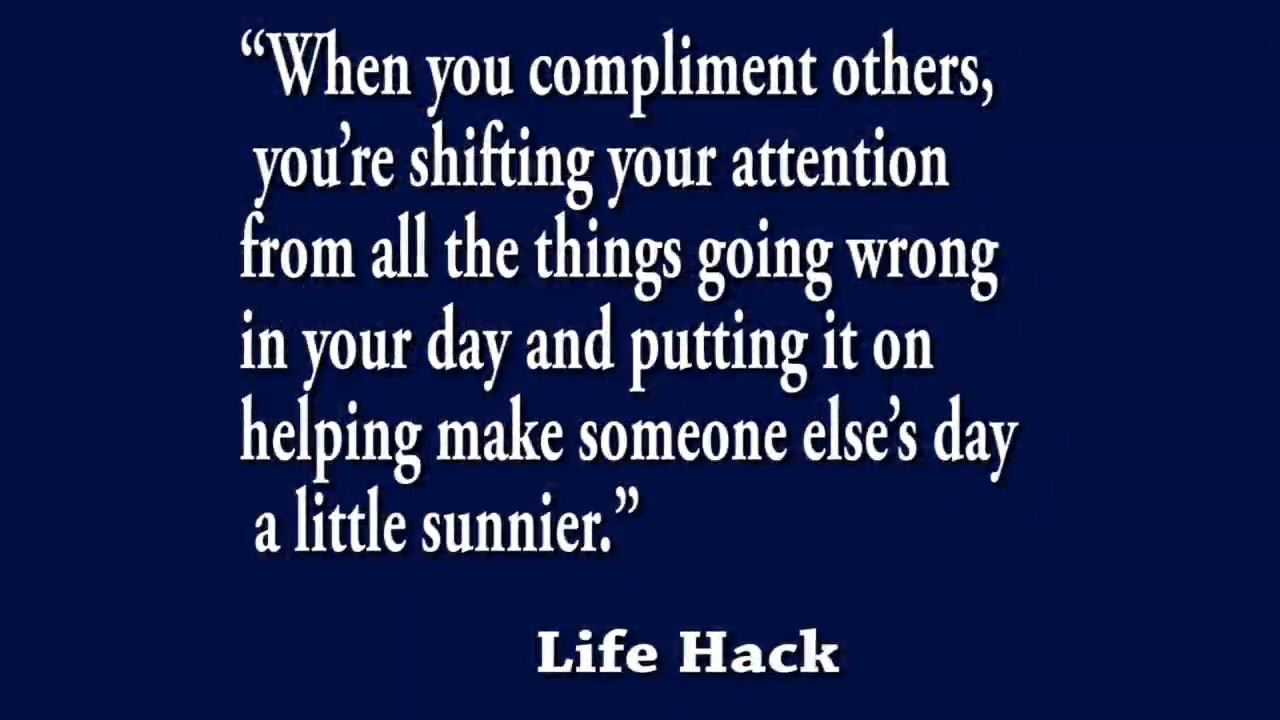 “When you compliment others,
you’re shifting your attention
from all the things going wrong
in your day and putting it on
helping make someone else’s day
a little sunnier.”
Life Hack